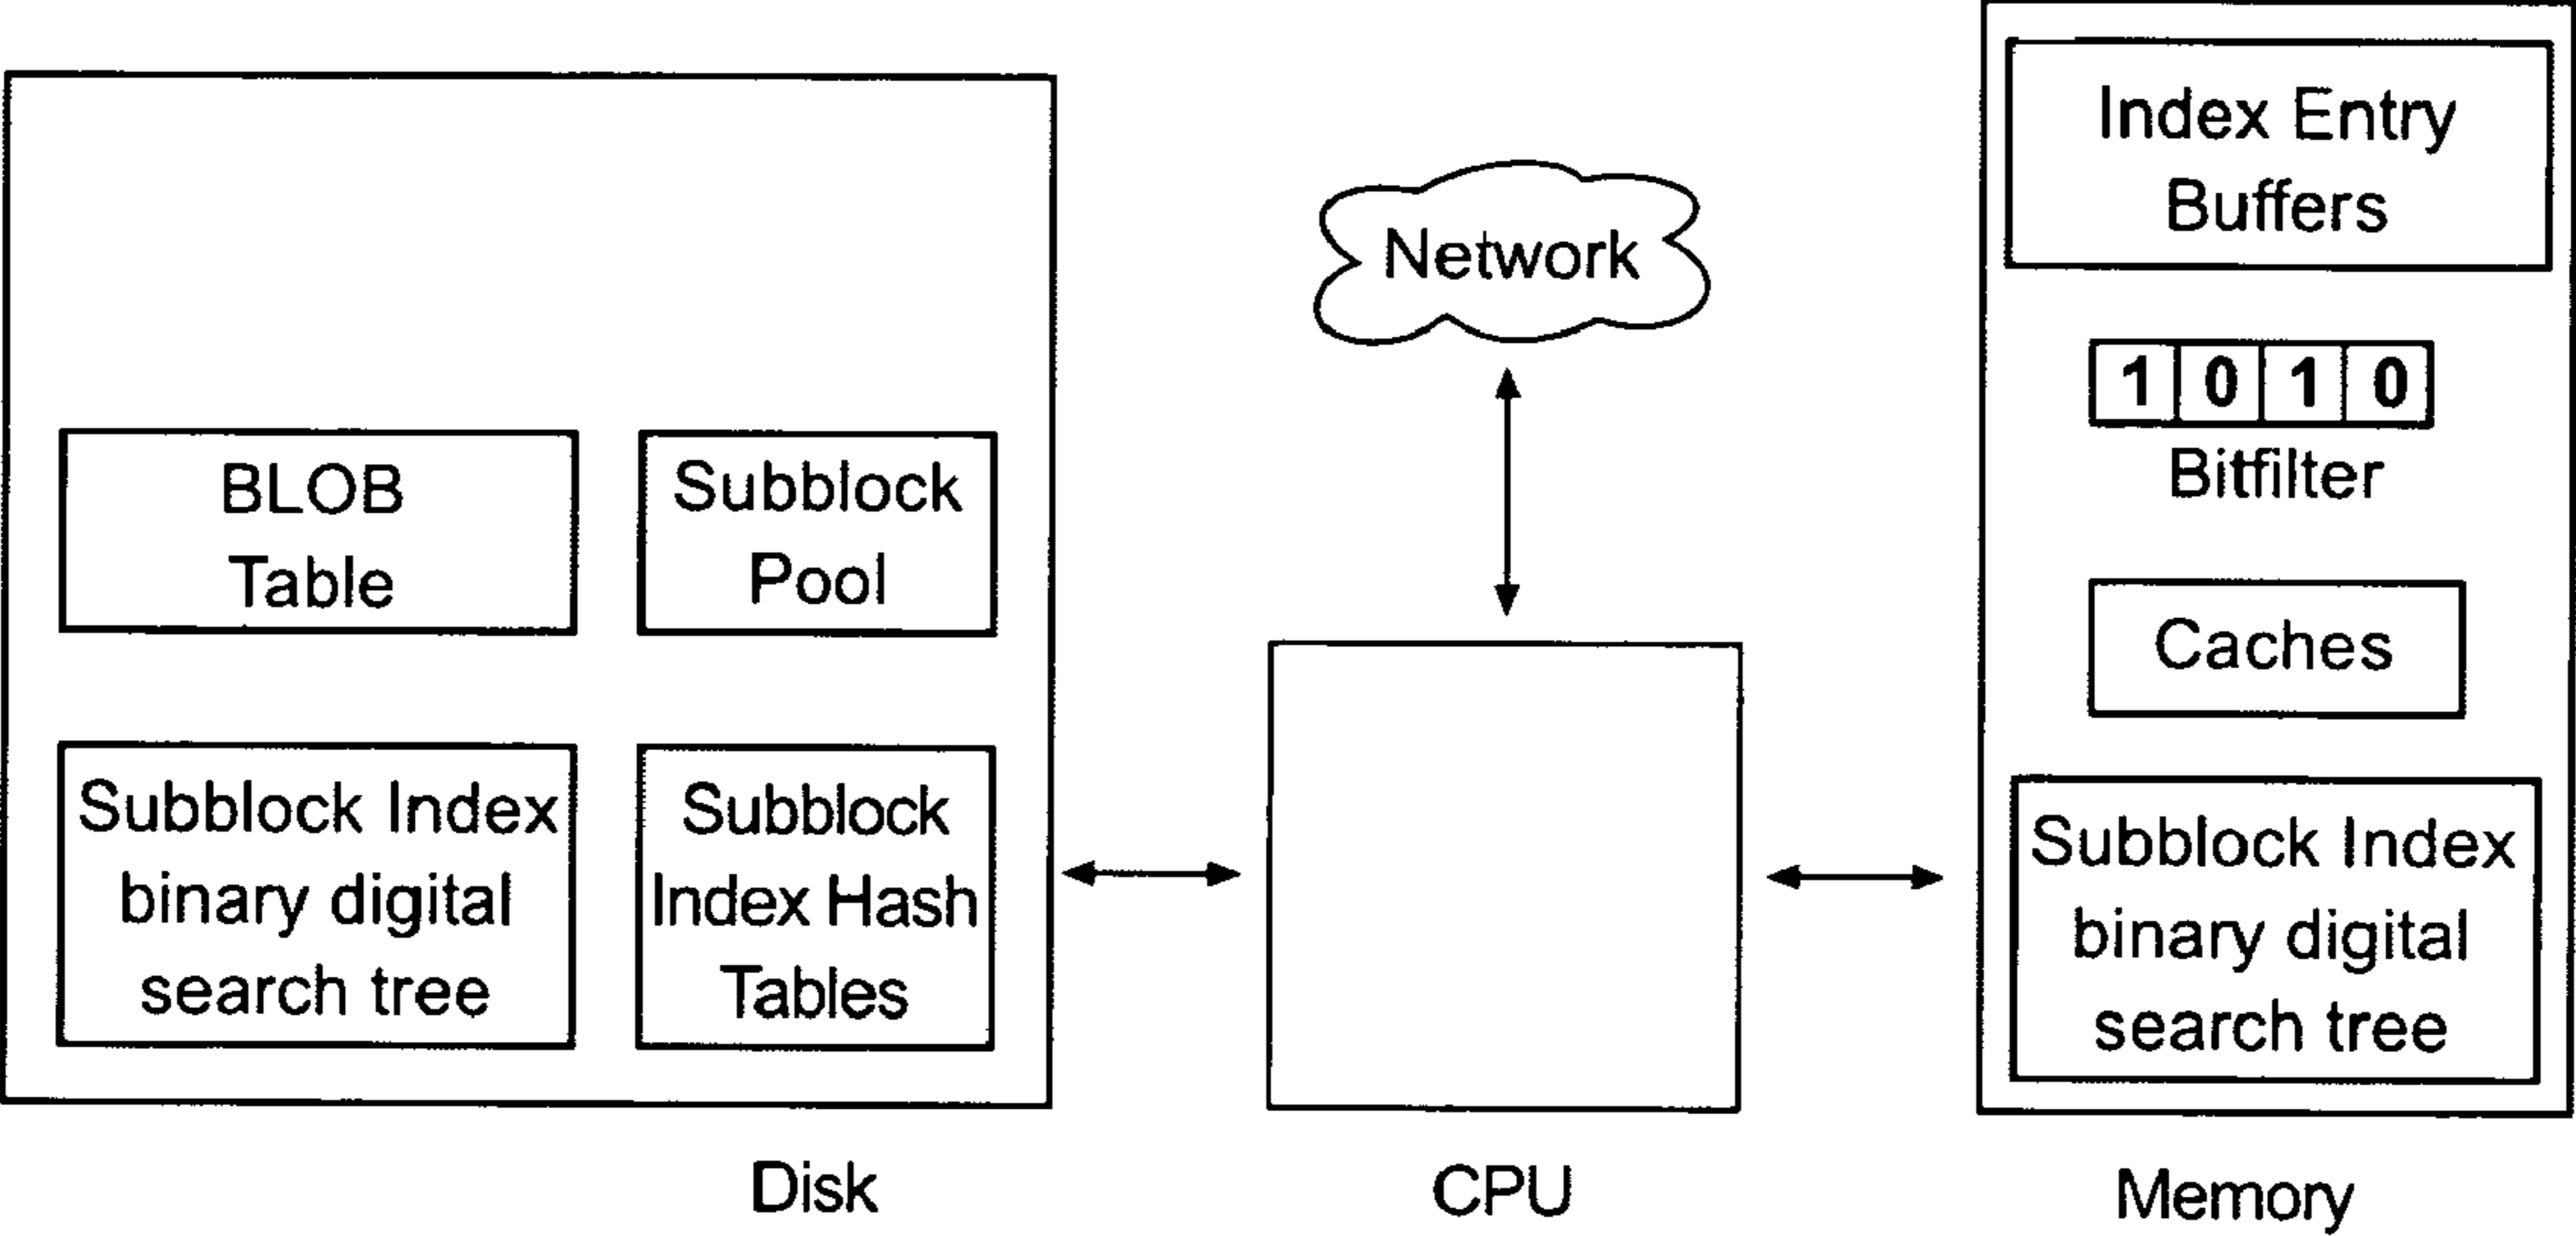 BLOB
Table
Subblock
Pool
Subblock Index
binary digital
search tree
Subblock
Index Hash
Tables
Disk
Network
CPU
Index Entry
Buffers
1 0 1 0
Bitfilter
Caches
Subblock Index
binary digital
search tree
Memory